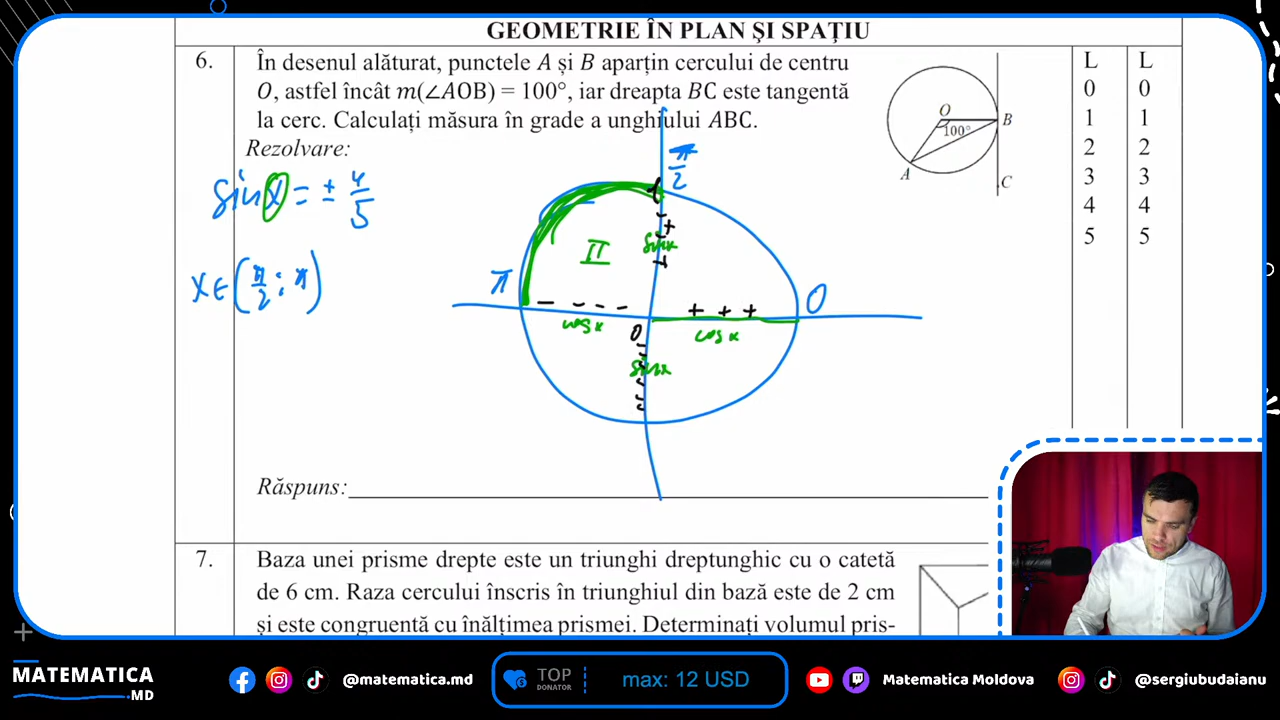 GEOMETRIE ÎN PLAN ŞI SPAŢIU
6.
În desenul alăturat, punctele A și B aparțin cercului de centru
O, astfel încât m(∠AOB) = 100°, iar dreapta BC este tangentă
la cerc. Calculați măsura în grade a unghiului ABC.
Rezolvare:
O
100°
B
A
C
L L
0 0
1 1
2 2
3 3
4 4
5 5
sin x = ± 4/5
x ∈ (π/2 ; π)
π/2
1
+
sin x
+
II
π
- - - -
+ + +
0
cos x
0
cos x
sin x
Răspuns:
7.
Baza unei prisme drepte este un triunghi dreptunghic cu o catetă
de 6 cm. Raza cercului înscris în triunghiul din bază este de 2 cm
și este congruentă cu înălțimea prismei. Determinați volumul pris-
MATEMATICA
.MD
@matematica.md
TOP
DONATOR
max: 12 USD
Matematica Moldova
@sergiubudaianu